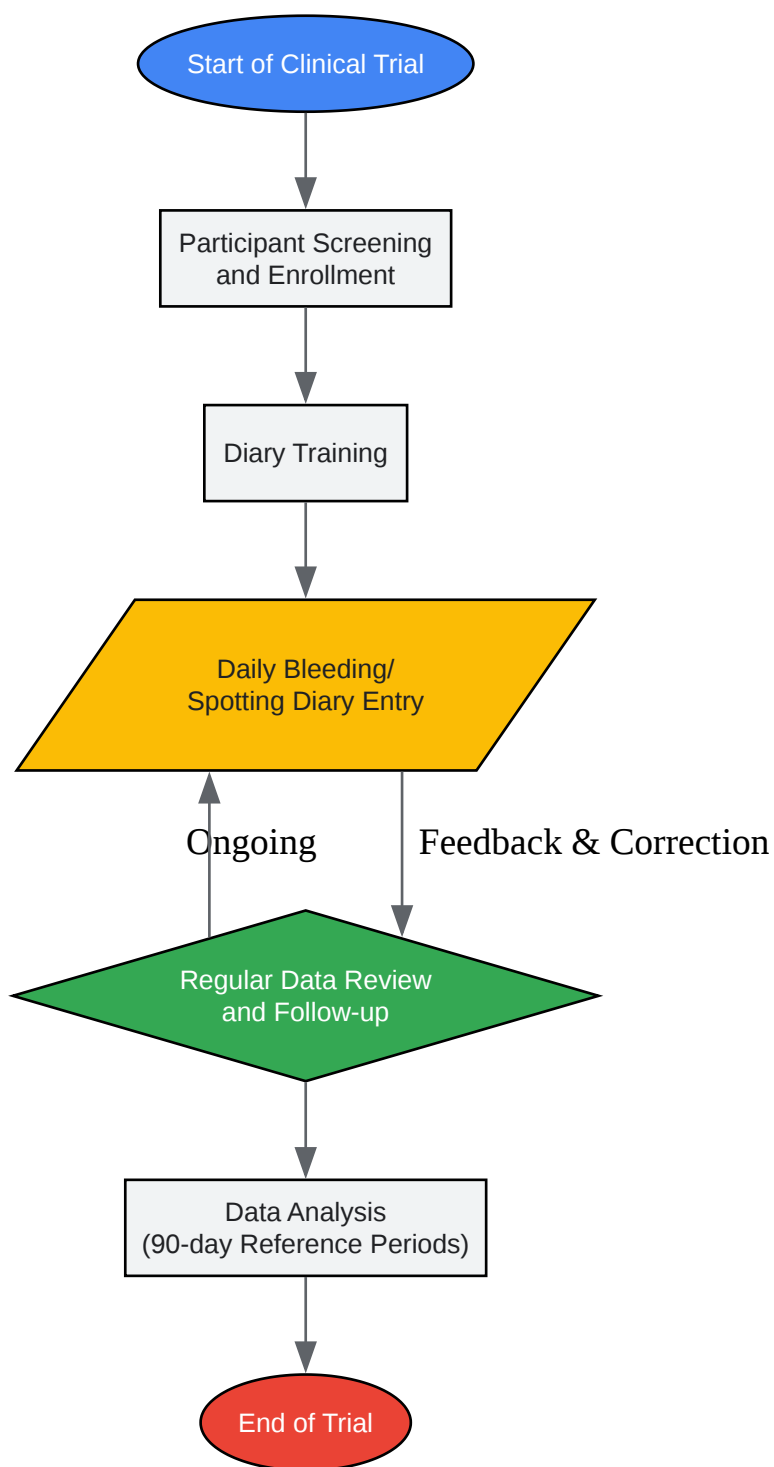 Start of Clinical Trial
Participant Screening
and Enrollment
Diary Training
Daily Bleeding/
Spotting Diary Entry
Ongoing
Feedback & Correction
Regular Data Review
and Follow-up
Data Analysis
(90-day Reference Periods)
End of Trial